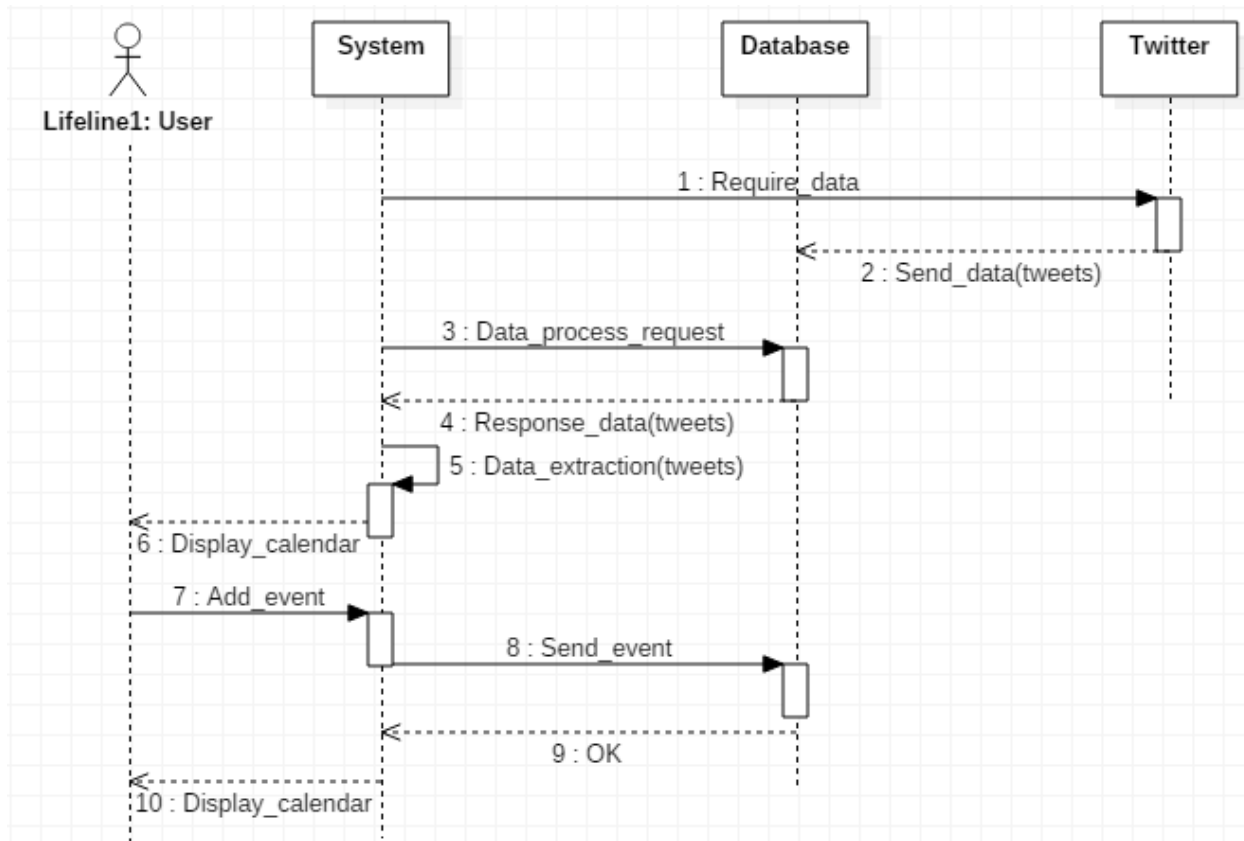 System
Database
Twitter
Lifeline1: User
1 : Require_data
2 : Send_data(tweets)
3 : Data_process_request
4 : Response_data(tweets)
5 : Data_extraction(tweets)
6 : Display_calendar
7 : Add_event
8 : Send_event
9 : OK
10 : Display_calendar